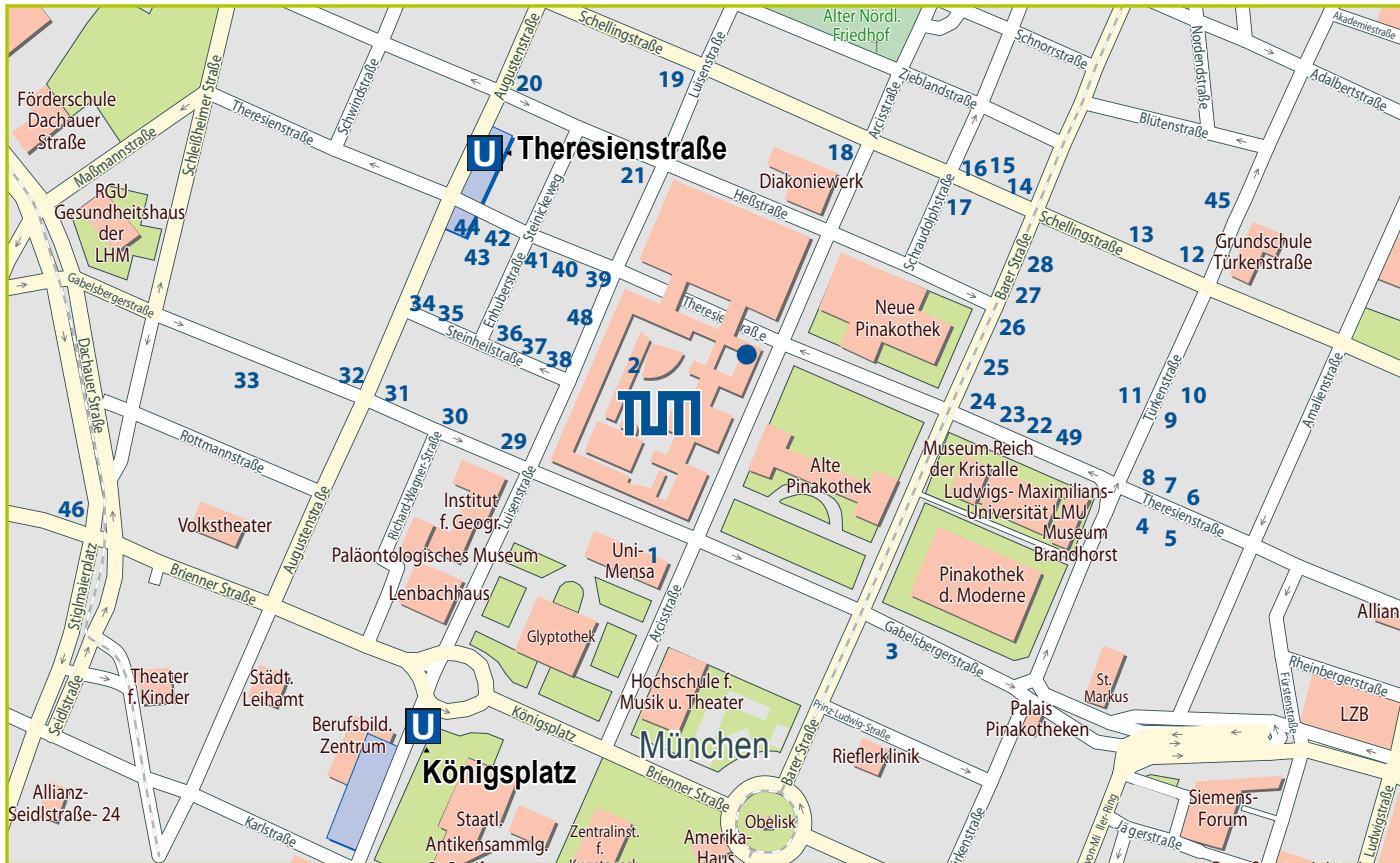 Alter Nördl.
Friedhof
Akademiestraße
Schellingstraße
Schnorrstraße
Nordendstraße
Adalbertstraße
Augustenstraße
Luisenstraße
Schleißheimer Straße
Schwindstraße
20
19
Zieblandstraße
Arcisstraße
Blütenstraße
Förderschule
Dachauer
Straße
Theresienstraße
Maßmannstraße
U
Theresienstraße
18
Diakoniewerk
16
15
14
17
21
Steinickeweg
Heßstraße
Schraudolphstraße
Schellingstraße
45
13
12
Grundschule
Türkenstraße
RGU
Gesundheitshaus
der
LHM
44
42
43
41
40
39
Barer Straße
28
27
26
25
Neue
Pinakothek
Theresienstraße
Gabelsbergerstraße
34
35
Enhuberstraße
48
36
37
38
Steinheilstraße
2
TUM
Dachauer Straße
33
32
31
30
29
24
23
22
49
11
10
9
Türkenstraße
Amalienstraße
Rottmannstraße
Richard-Wagner-Straße
Luisenstraße
Institut
f. Geogr.
Alte
Pinakothek
Museum Reich
der Kristalle
Ludwigs- Maximilians-
Universität LMU
Museum
Brandhorst
8
7
6
4
5
Theresienstraße
46
Volkstheater
Augustenstraße
Paläontologisches Museum
Lenbachhaus
Uni-
Mensa
1
Pinakothek
d. Moderne
Stiglmaierplatz
Brienner Straße
Glyptothek
Arcisstraße
Gabelsbergerstraße
3
Allian
Rheinbergerstraße
Fürstenstraße
LZB
Seidlstraße
Theater
f. Kinder
Städt.
Leihamt
Berufsbild.
Zentrum
U
Königsplatz
Königsplatz
Hochschule f.
Musik u. Theater
München
Prinz-Ludwig-Straße
Rieflerklinik
St.
Markus
Palais
Pinakotheken
Barer Straße
Brienner Straße
Allianz-
Seidlstraße- 24
Karlstraße
Staatl.
Antikensammlg.
Zentralinst.
f.
Amerika-
Haus
Obelisk
Siemens-
Forum
Jägerstraße
Ludwigstraße